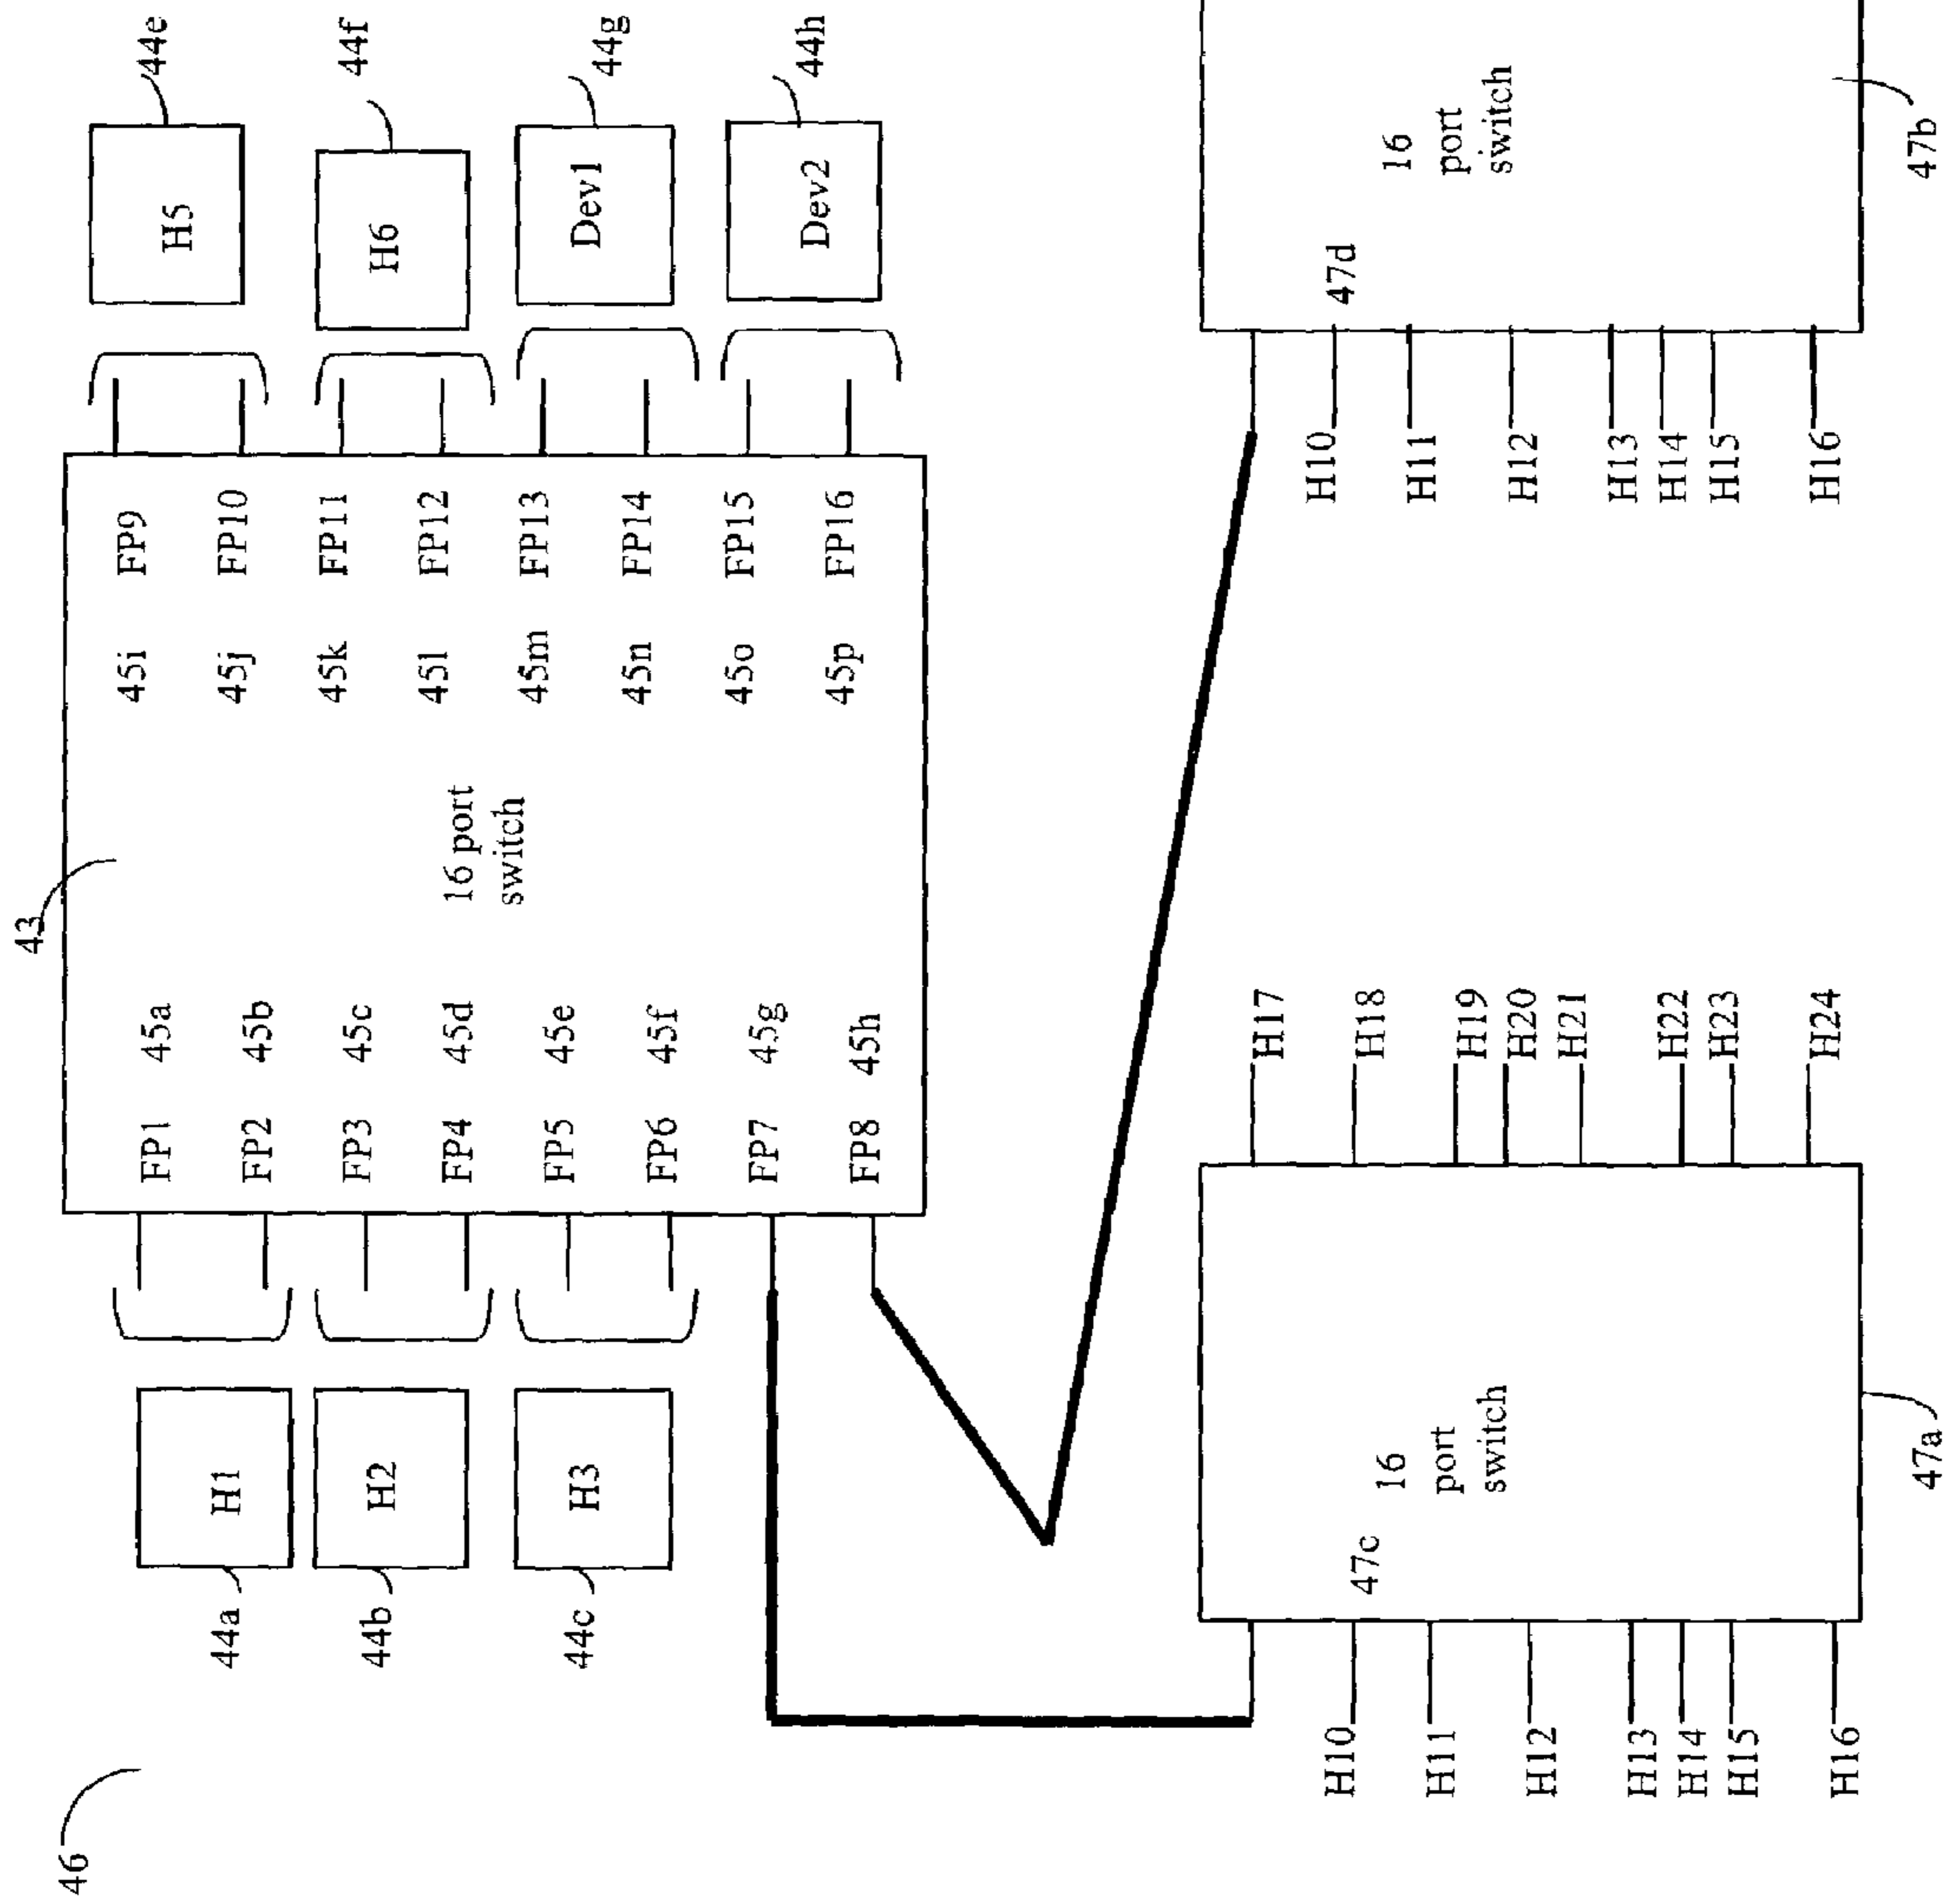 46
43
44a
H1
44b
H2
44c
H3
FP1 45a
FP2 45b
FP3 45c
FP4 45d
FP5 45e
FP6 45f
FP7 45g
FP8 45h
16 port
switch
45i FP9
45j FP10
45k FP11
45l FP12
45m FP13
45n FP14
45o FP15
45p FP16
H5
44e
H6
44f
Dev1
44g
Dev2
44h
H10
H11
H12
H13
H14
H15
H16
47c
16
port
switch
47a
H17
H18
H19
H20
H21
H22
H23
H24
H10
H11
H12
H13
H14
H15
H16
47d
16
port
switch
47b